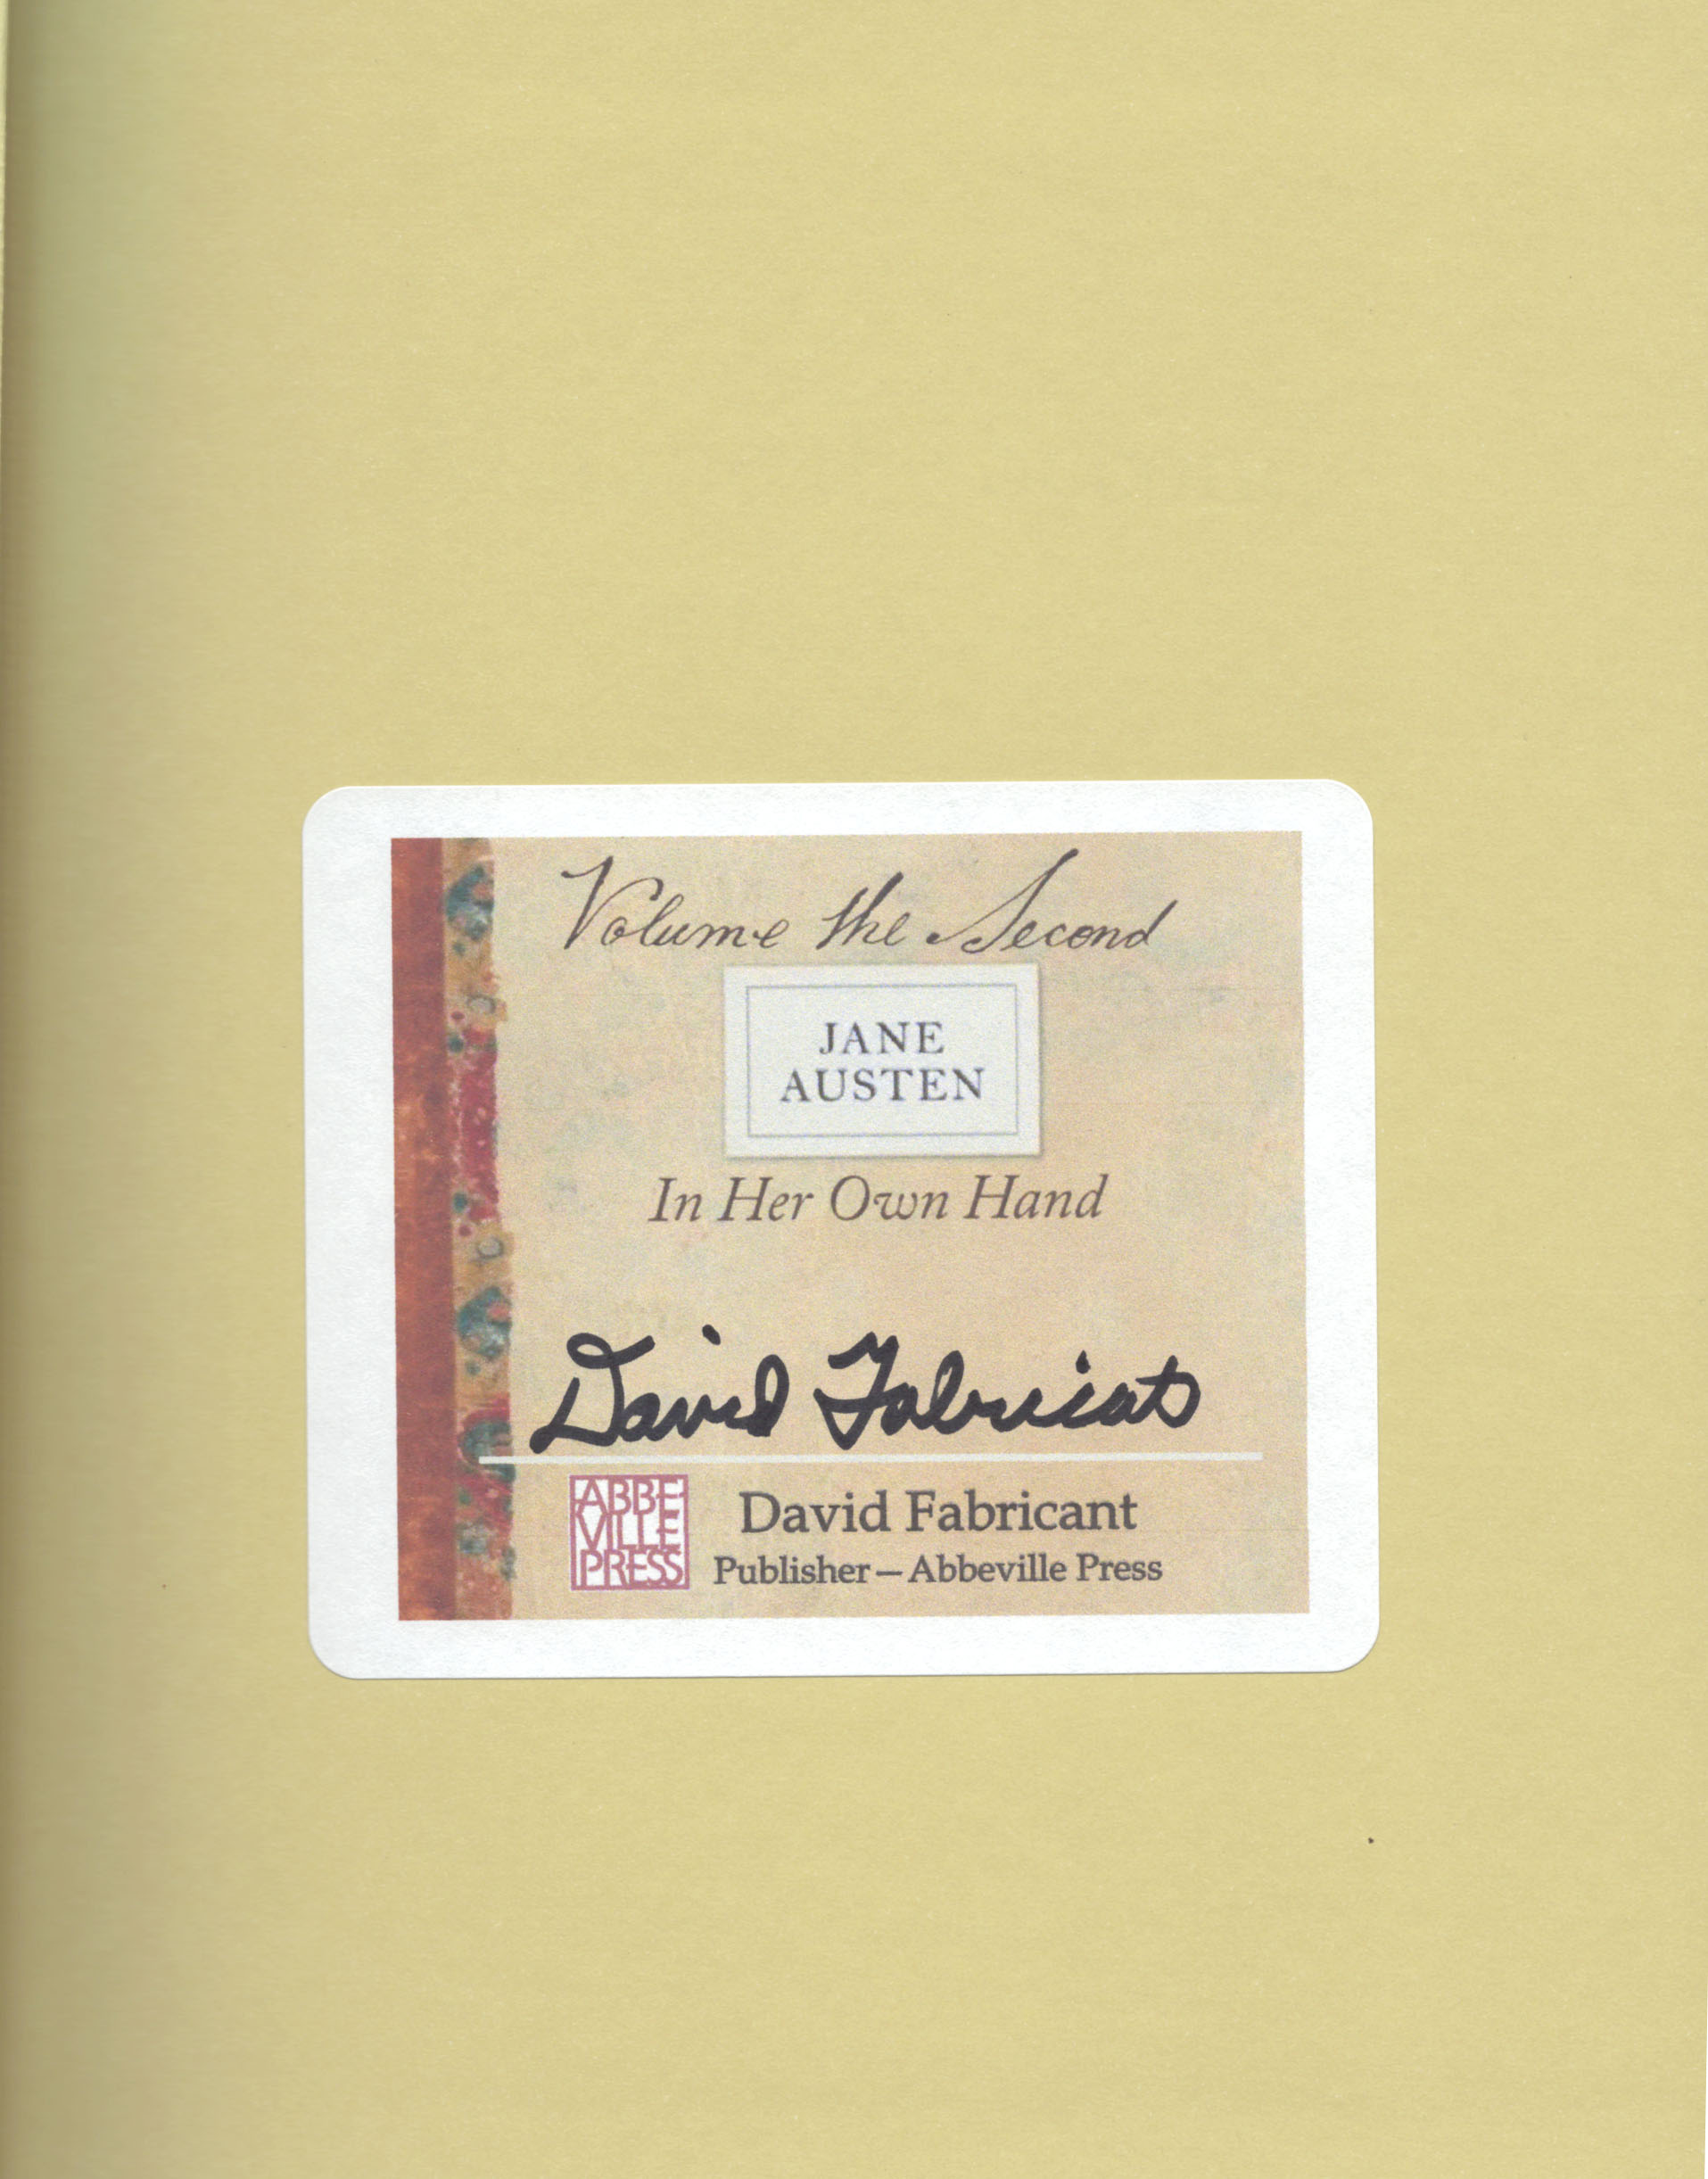 Volume the Second
JANE
AUSTEN
In Her Own Hand
David Fabricant
ABBE
VILLE
PRESS
David Fabricant
Publisher — Abbeville Press